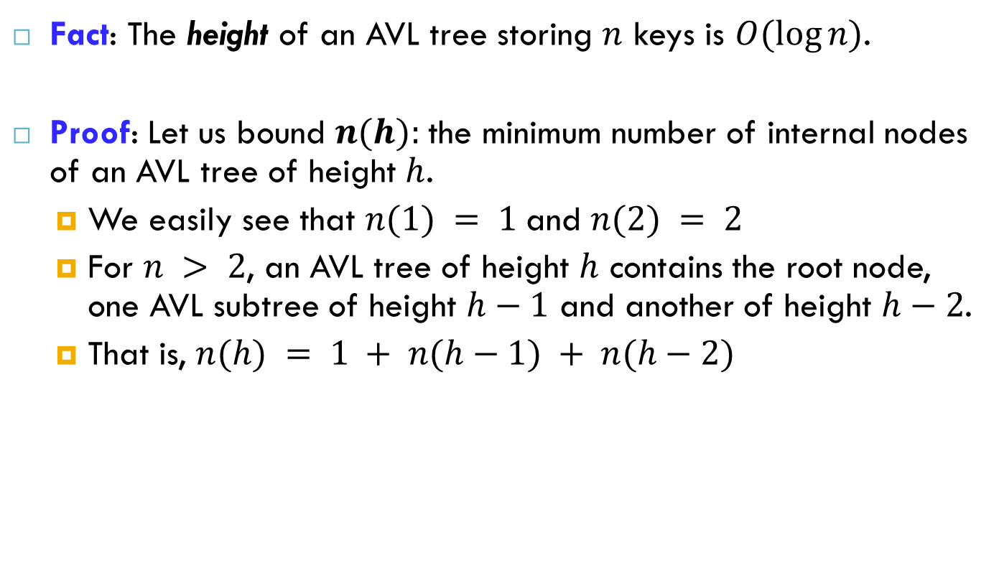 Fact: The height of an AVL tree storing n keys is O(log n).
Proof: Let us bound n(h): the minimum number of internal nodes
of an AVL tree of height h.
We easily see that n(1) = 1 and n(2) = 2
For n > 2, an AVL tree of height h contains the root node,
one AVL subtree of height h − 1 and another of height h − 2.
That is, n(h) = 1 + n(h − 1) + n(h − 2)